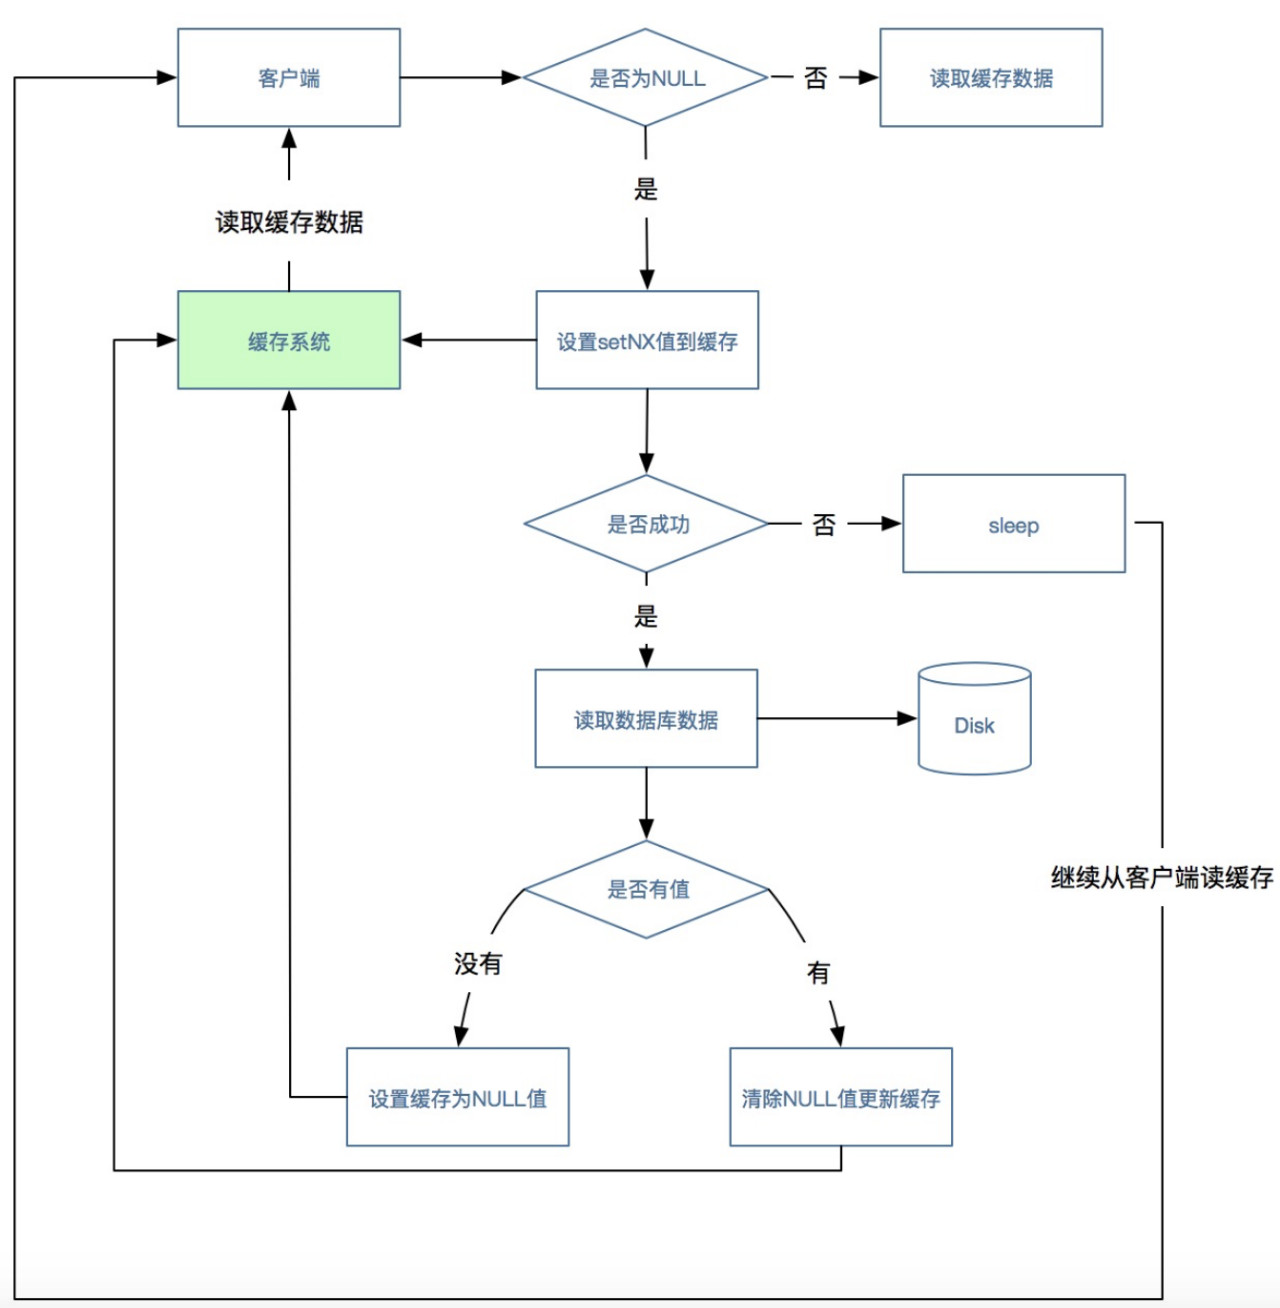 客户端
是否为NULL
否
读取缓存数据
是
读取缓存数据
缓存系统
设置setNX值到缓存
是否成功
否
sleep
是
读取数据库数据
Disk
是否有值
继续从客户端读缓存
没有
有
设置缓存为NULL值
清除NULL值更新缓存